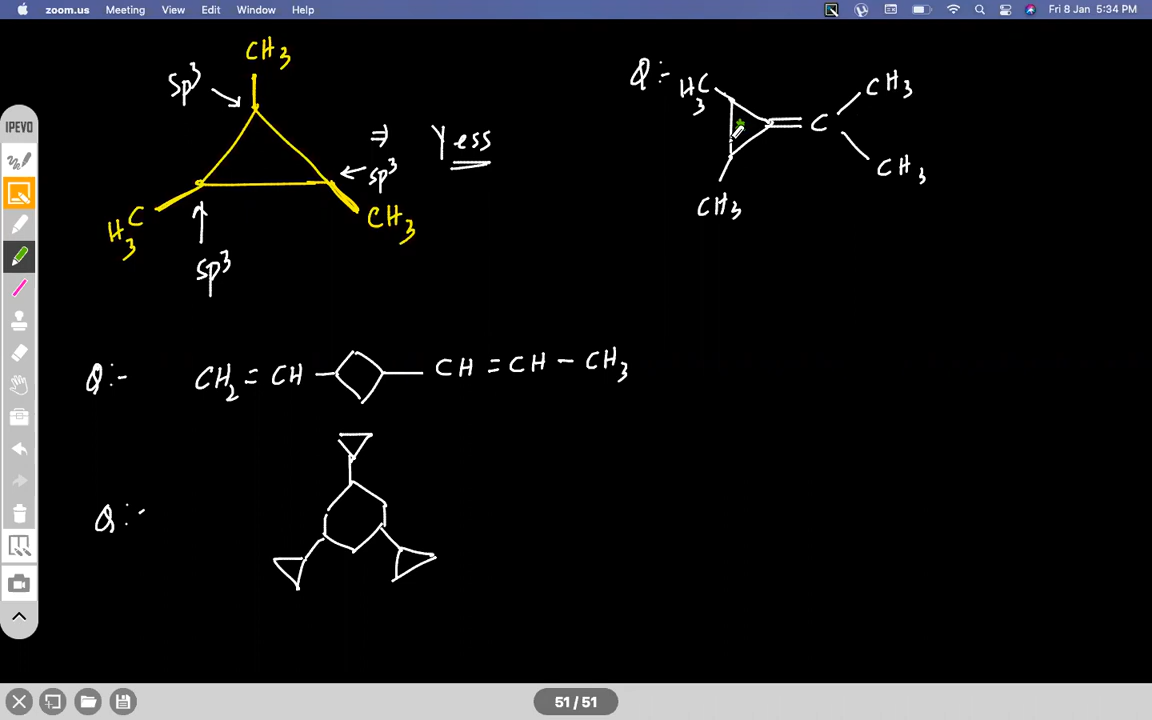 zoom.us Meeting View Edit Window Help Fri 8 Jan 5:34 PM
IPEVO
CH3
sp3
⇒ Yess
sp3
H3C
CH3
sp3
Q:-
H3C
C
CH3
CH3
CH3
Q:- CH2 = CH CH = CH - CH3
Q:-
51 / 51